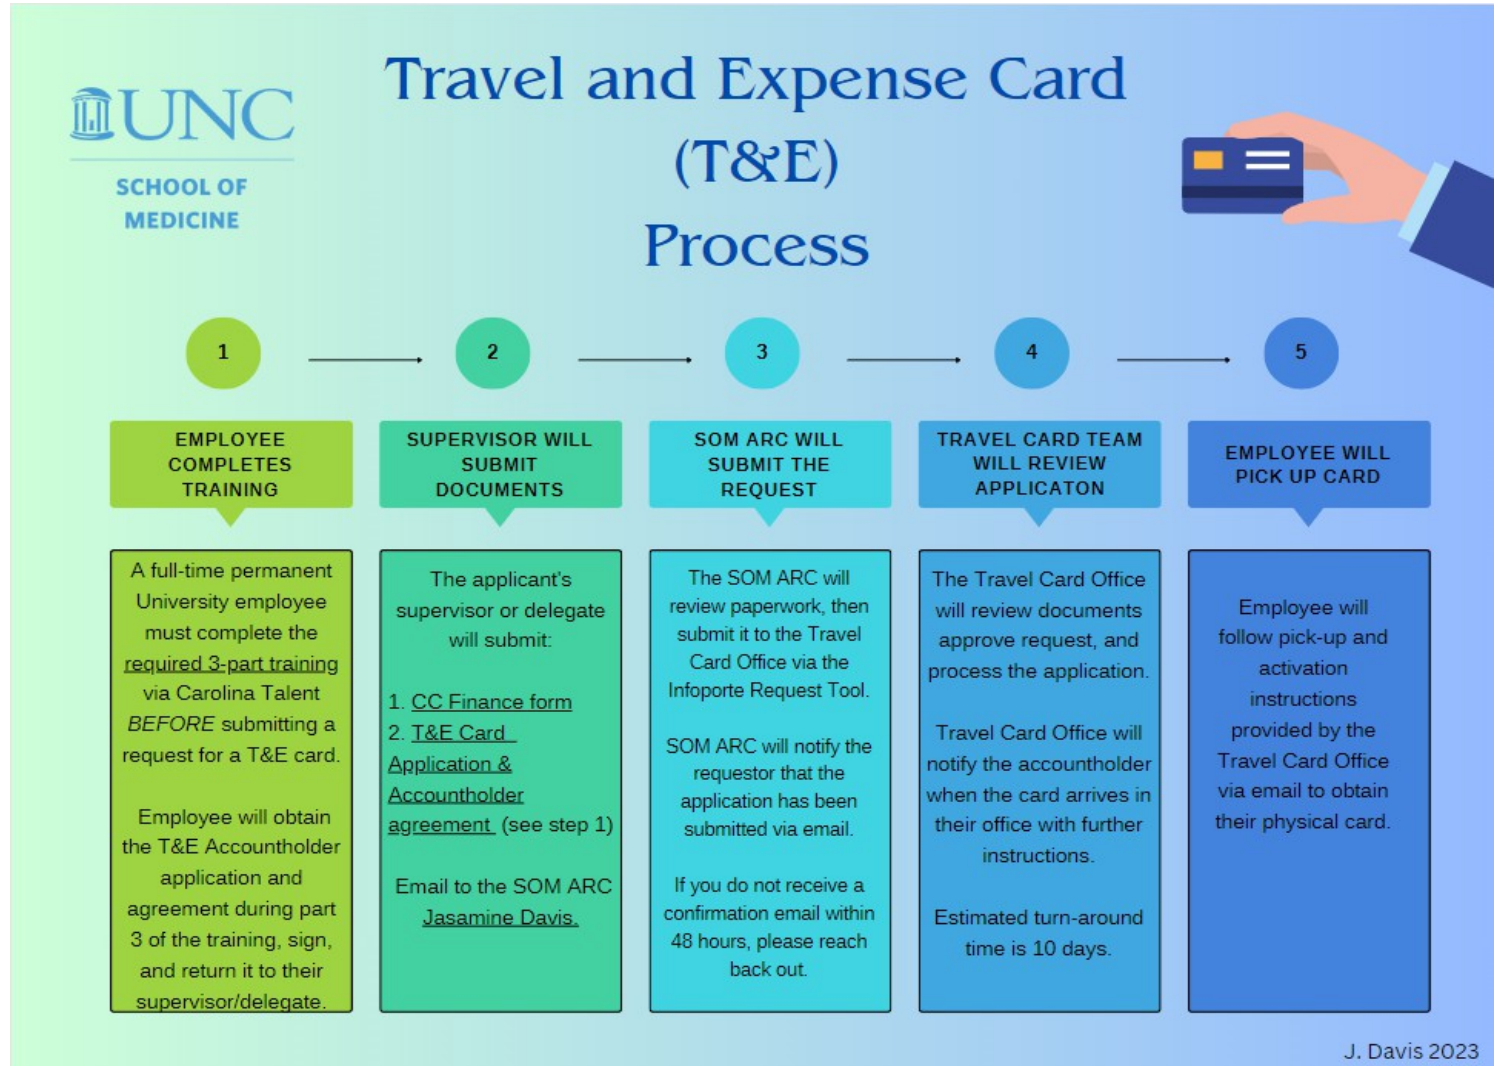 UNC
SCHOOL OF
MEDICINE
Travel and Expense Card
(T&E)
Process
1
2
3
4
5
EMPLOYEE
COMPLETES
TRAINING
A full-time permanent
University employee
must complete the
required 3-part training
via Carolina Talent
BEFORE submitting a
request for a T&E card.
Employee will obtain
the T&E Accountholder
application and
agreement during part
3 of the training, sign,
and return it to their
supervisor/delegate.
SUPERVISOR WILL
SUBMIT
DOCUMENTS
The applicant's
supervisor or delegate
will submit:
1. CC Finance form
2. T&E Card
Application &
Accountholder
agreement (see step 1)
Email to the SOM ARC
Jasamine Davis.
SOM ARC WILL
SUBMIT THE
REQUEST
The SOM ARC will
review paperwork, then
submit it to the Travel
Card Office via the
Infoporte Request Tool.
SOM ARC will notify the
requestor that the
application has been
submitted via email.
If you do not receive a
confirmation email within
48 hours, please reach
back out.
TRAVEL CARD TEAM
WILL REVIEW
APPLICATON
The Travel Card Office
will review documents
approve request, and
process the application.
Travel Card Office will
notify the accountholder
when the card arrives in
their office with further
instructions.
Estimated turn-around
time is 10 days.
EMPLOYEE WILL
PICK UP CARD
Employee will
follow pick-up and
activation
instructions
provided by the
Travel Card Office
via email to obtain
their physical card.
J. Davis 2023